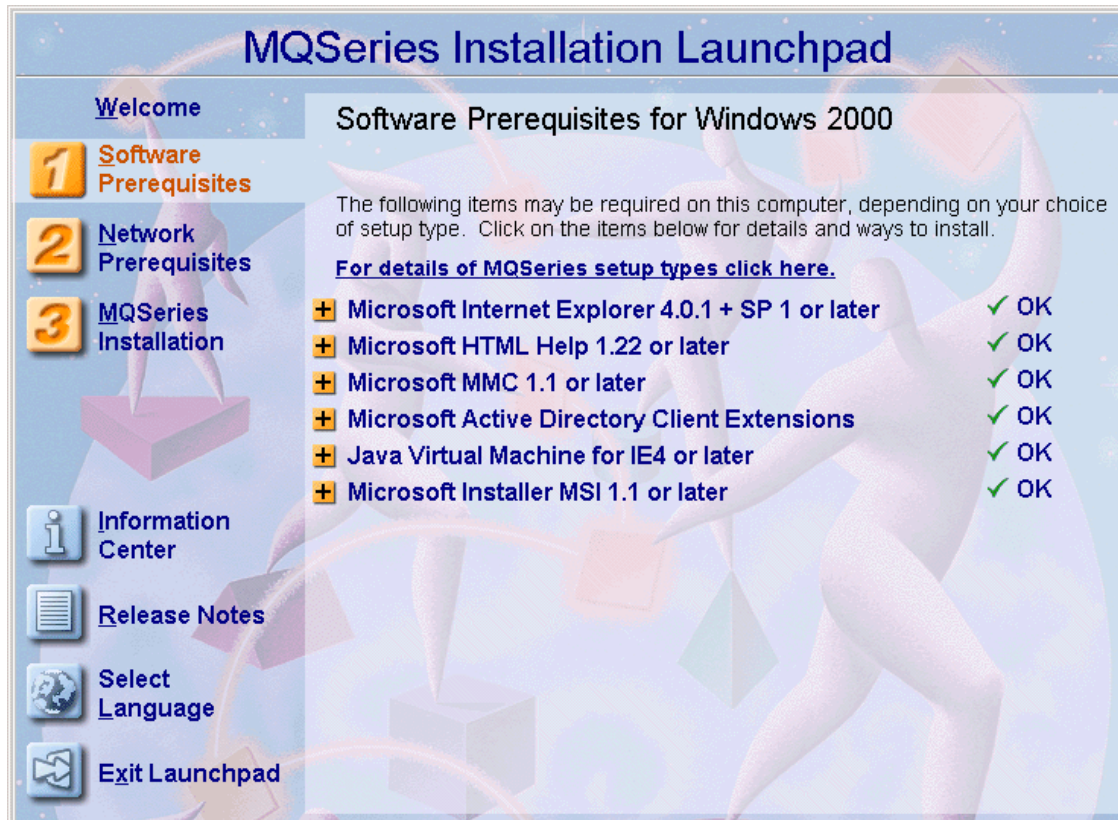 MQSeries Installation Launchpad
Welcome
1 Software
Prerequisites
2 Network
Prerequisites
3 MQSeries
Installation
Information
Center
Release Notes
Select
Language
Exit Launchpad
Software Prerequisites for Windows 2000
The following items may be required on this computer, depending on your choice
of setup type. Click on the items below for details and ways to install.
For details of MQSeries setup types click here.
Microsoft Internet Explorer 4.0.1 + SP 1 or later ✓ OK
Microsoft HTML Help 1.22 or later ✓ OK
Microsoft MMC 1.1 or later ✓ OK
Microsoft Active Directory Client Extensions ✓ OK
Java Virtual Machine for IE4 or later ✓ OK
Microsoft Installer MSI 1.1 or later ✓ OK